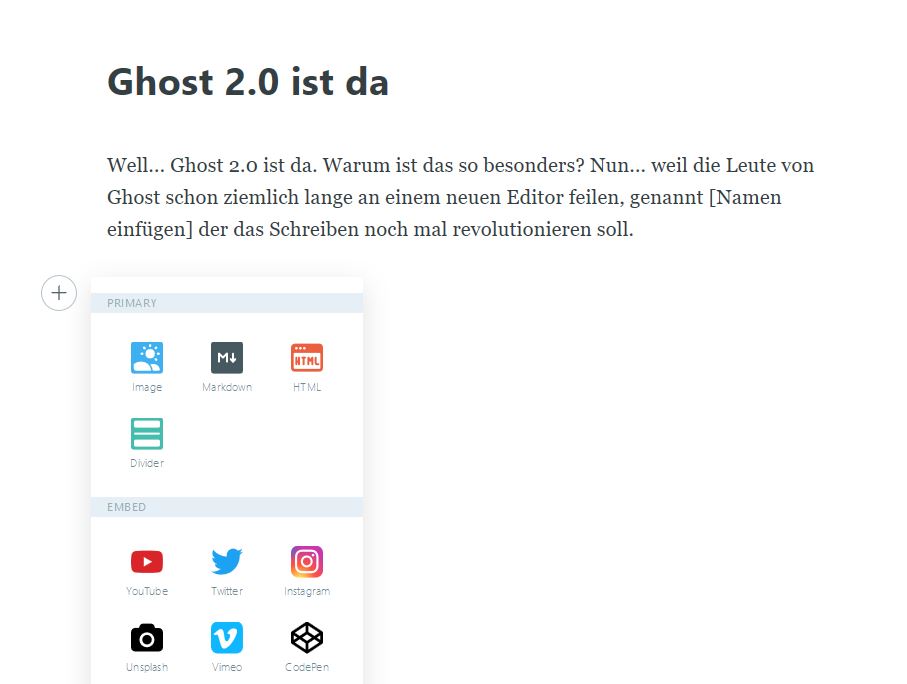 Ghost 2.0 ist da
Well... Ghost 2.0 ist da. Warum ist das so besonders? Nun... weil die Leute von
Ghost schon ziemlich lange an einem neuen Editor feilen, genannt [Namen
einfügen] der das Schreiben noch mal revolutionieren soll.
PRIMARY
M
HTML
Image Markdown HTML
Divider
EMBED
YouTube Twitter Instagram
Unsplash Vimeo CodePen